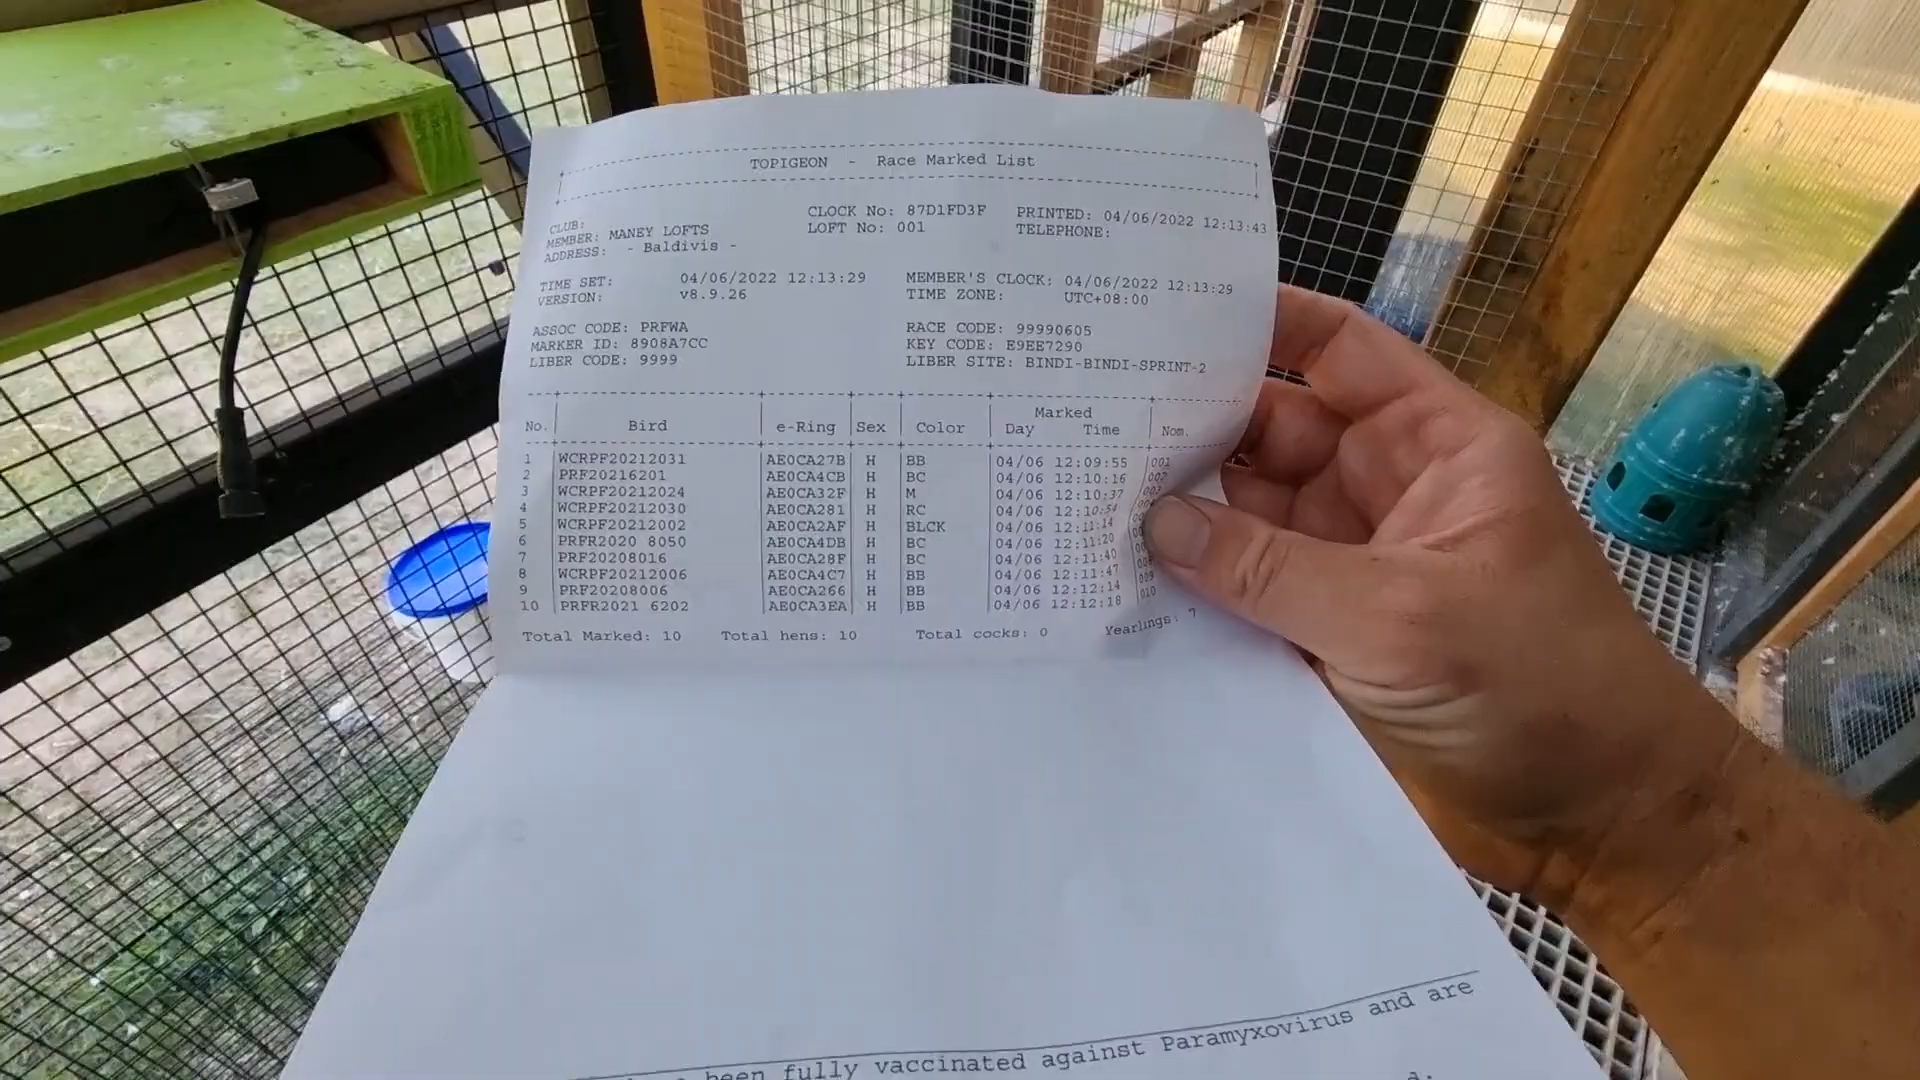 TOPIGEON - Race Marked List
CLUB: CLOCK No: 87D1FD3F PRINTED: 04/06/2022 12:13:43
MEMBER: MANEY LOFTS LOFT No: 001 TELEPHONE:
ADDRESS: - Baldivis -
TIME SET: 04/06/2022 12:13:29 MEMBER'S CLOCK: 04/06/2022 12:13:29
VERSION: v8.9.26 TIME ZONE: UTC+08:00
ASSOC CODE: PRFWA RACE CODE: 99990605
MARKER ID: 8908A7CC KEY CODE: E9EE7290
LIBER CODE: 9999 LIBER SITE: BINDI-BINDI-SPRINT-2
Marked
No. Bird e-Ring Sex Color Day Time Nom.
1 WCRPF20212031 AE0CA27B H BB 04/06 12:09:55 001
2 PRF20216201 AE0CA4CB H BC 04/06 12:10:16 002
3 WCRPF20212024 AE0CA32F H M 04/06 12:10:37 003
4 WCRPF20212030 AE0CA281 H RC 04/06 12:10:54
5 WCRPF20212002 AE0CA2AF H BLCK 04/06 12:11:14
6 PRFR2020 8050 AE0CA4DB H BC 04/06 12:11:20
7 PRF20208016 AE0CA28F H BC 04/06 12:11:40
8 WCRPF20212006 AE0CA4C7 H BB 04/06 12:11:47
9 PRF20208006 AE0CA266 H BB 04/06 12:12:14 009
10 PRFR2021 6202 AE0CA3EA H BB 04/06 12:12:18 010
Total Marked: 10 Total hens: 10 Total cocks: 0 Yearlings: 7
been fully vaccinated against Paramyxovirus and are